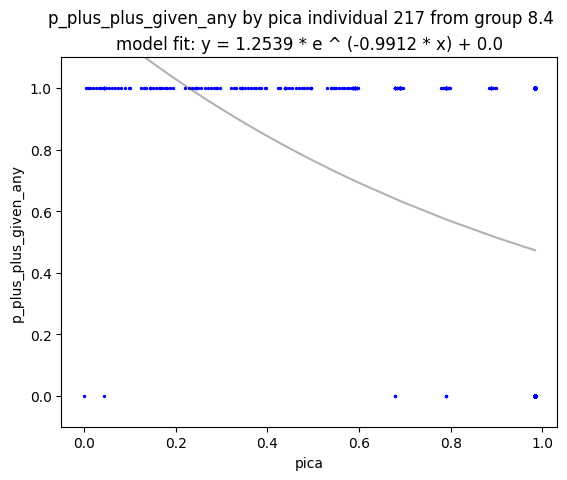 p_plus_plus_given_any by pica individual 217 from group 8.4
model fit: y = 1.2539 * e ^ (-0.9912 * x) + 0.0
1.0
0.8
0.6
0.4
0.2
0.0
p_plus_plus_given_any
0.0 0.2 0.4 0.6 0.8 1.0
pica